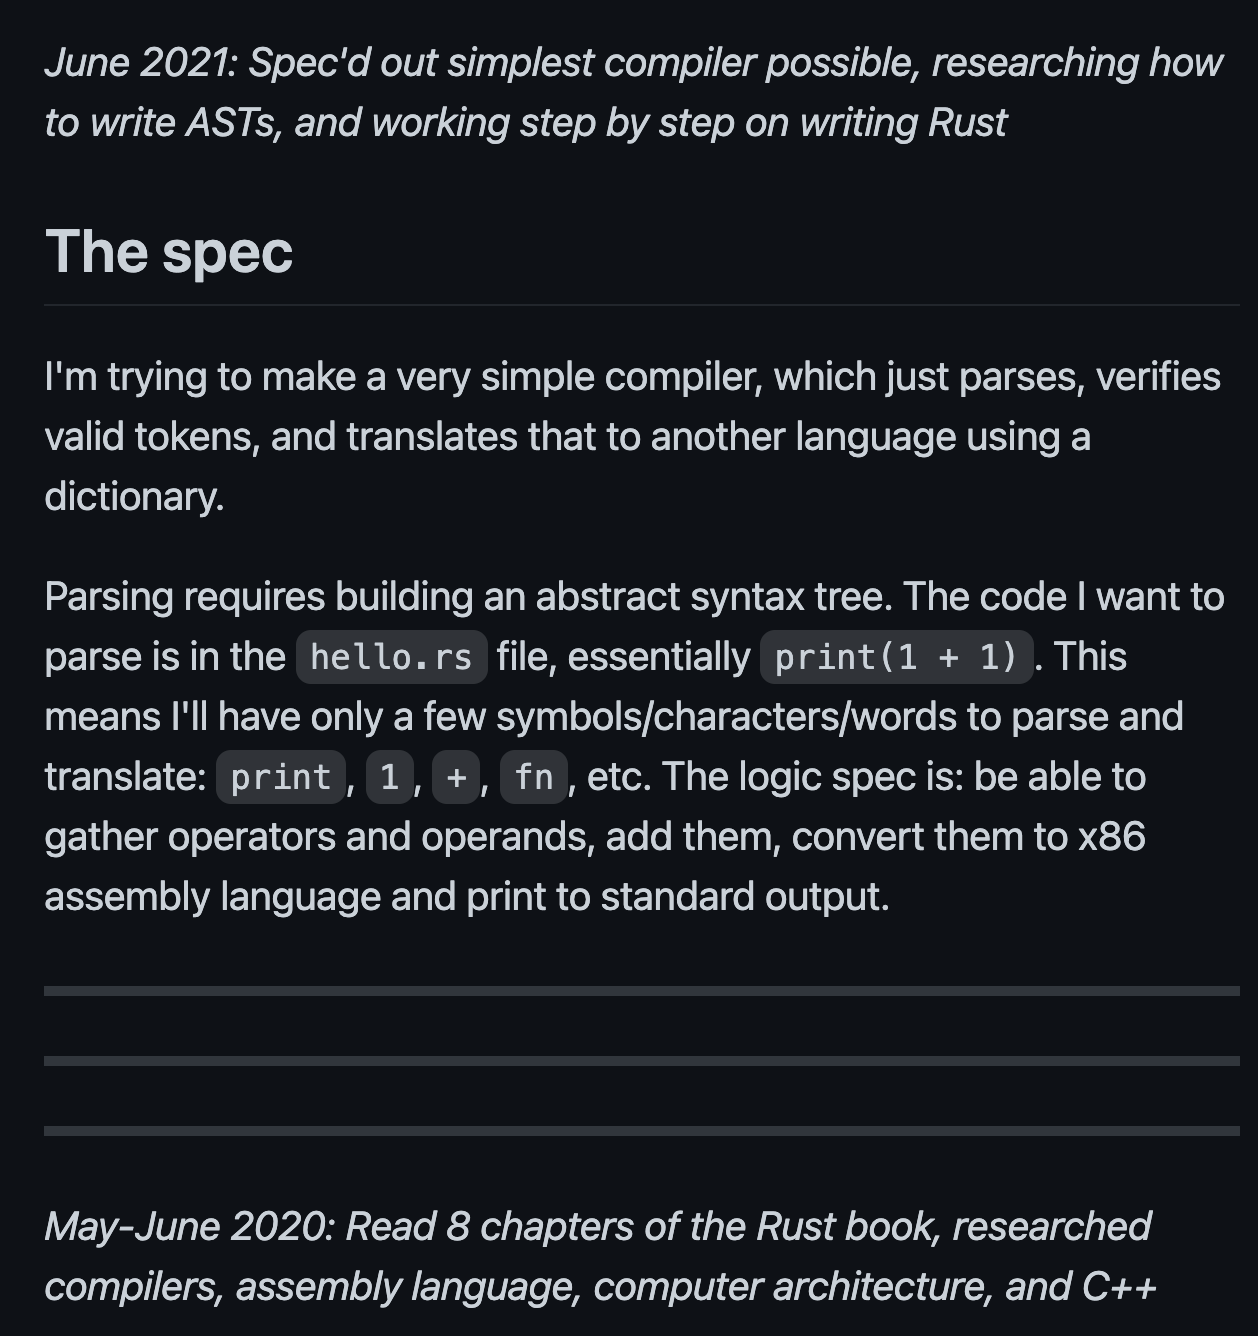 June 2021: Spec'd out simplest compiler possible, researching how
to write ASTs, and working step by step on writing Rust
The spec
I'm trying to make a very simple compiler, which just parses, verifies
valid tokens, and translates that to another language using a
dictionary.
Parsing requires building an abstract syntax tree. The code I want to
parse is in the hello.rs file, essentially print(1 + 1). This
means I'll have only a few symbols/characters/words to parse and
translate: print, 1, +, fn, etc. The logic spec is: be able to
gather operators and operands, add them, convert them to x86
assembly language and print to standard output.
May-June 2020: Read 8 chapters of the Rust book, researched
compilers, assembly language, computer architecture, and C++